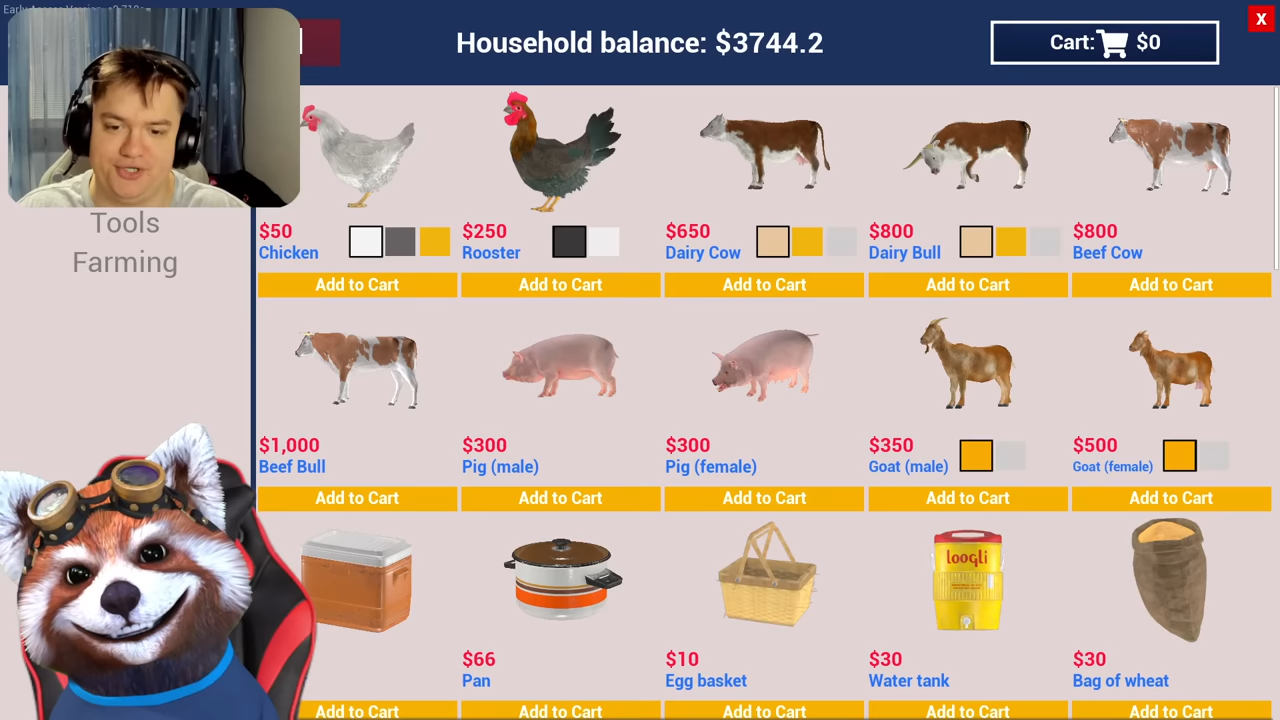 Household balance: $3744.2
Cart: $0
X
Tools
Farming
$50
Chicken
$250
Rooster
$650
Dairy Cow
$800
Dairy Bull
$800
Beef Cow
Add to Cart
Add to Cart
Add to Cart
Add to Cart
Add to Cart
$1,000
Beef Bull
$300
Pig (male)
$300
Pig (female)
$350
Goat (male)
$500
Goat (female)
Add to Cart
Add to Cart
Add to Cart
Add to Cart
Add to Cart
looqli
$66
Pan
$10
Egg basket
$30
Water tank
$30
Bag of wheat
Add to Cart
Add to Cart
Add to Cart
Add to Cart
Add to Cart